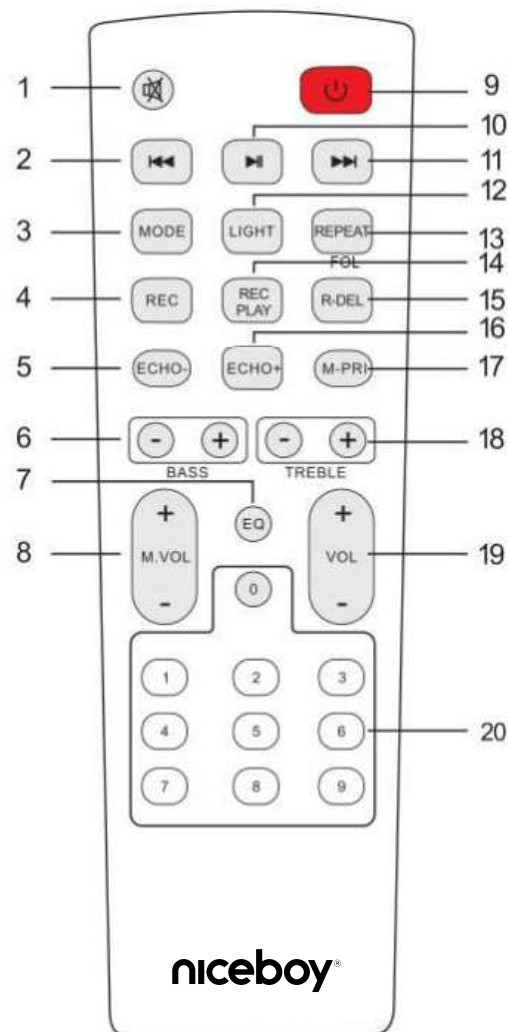 1
9
10
2
11
12
3
MODE
LIGHT
REPEAT
13
FOL
14
4
REC
REC
PLAY
R-DEL
15
16
5
ECHO-
ECHO+
M-PRI
17
6
- +
- +
18
BASS
TREBLE
7
EQ
+
+
8
M.VOL
VOL
19
-
-
0
1 2 3
4 5 6
20
7 8 9
niceboy®